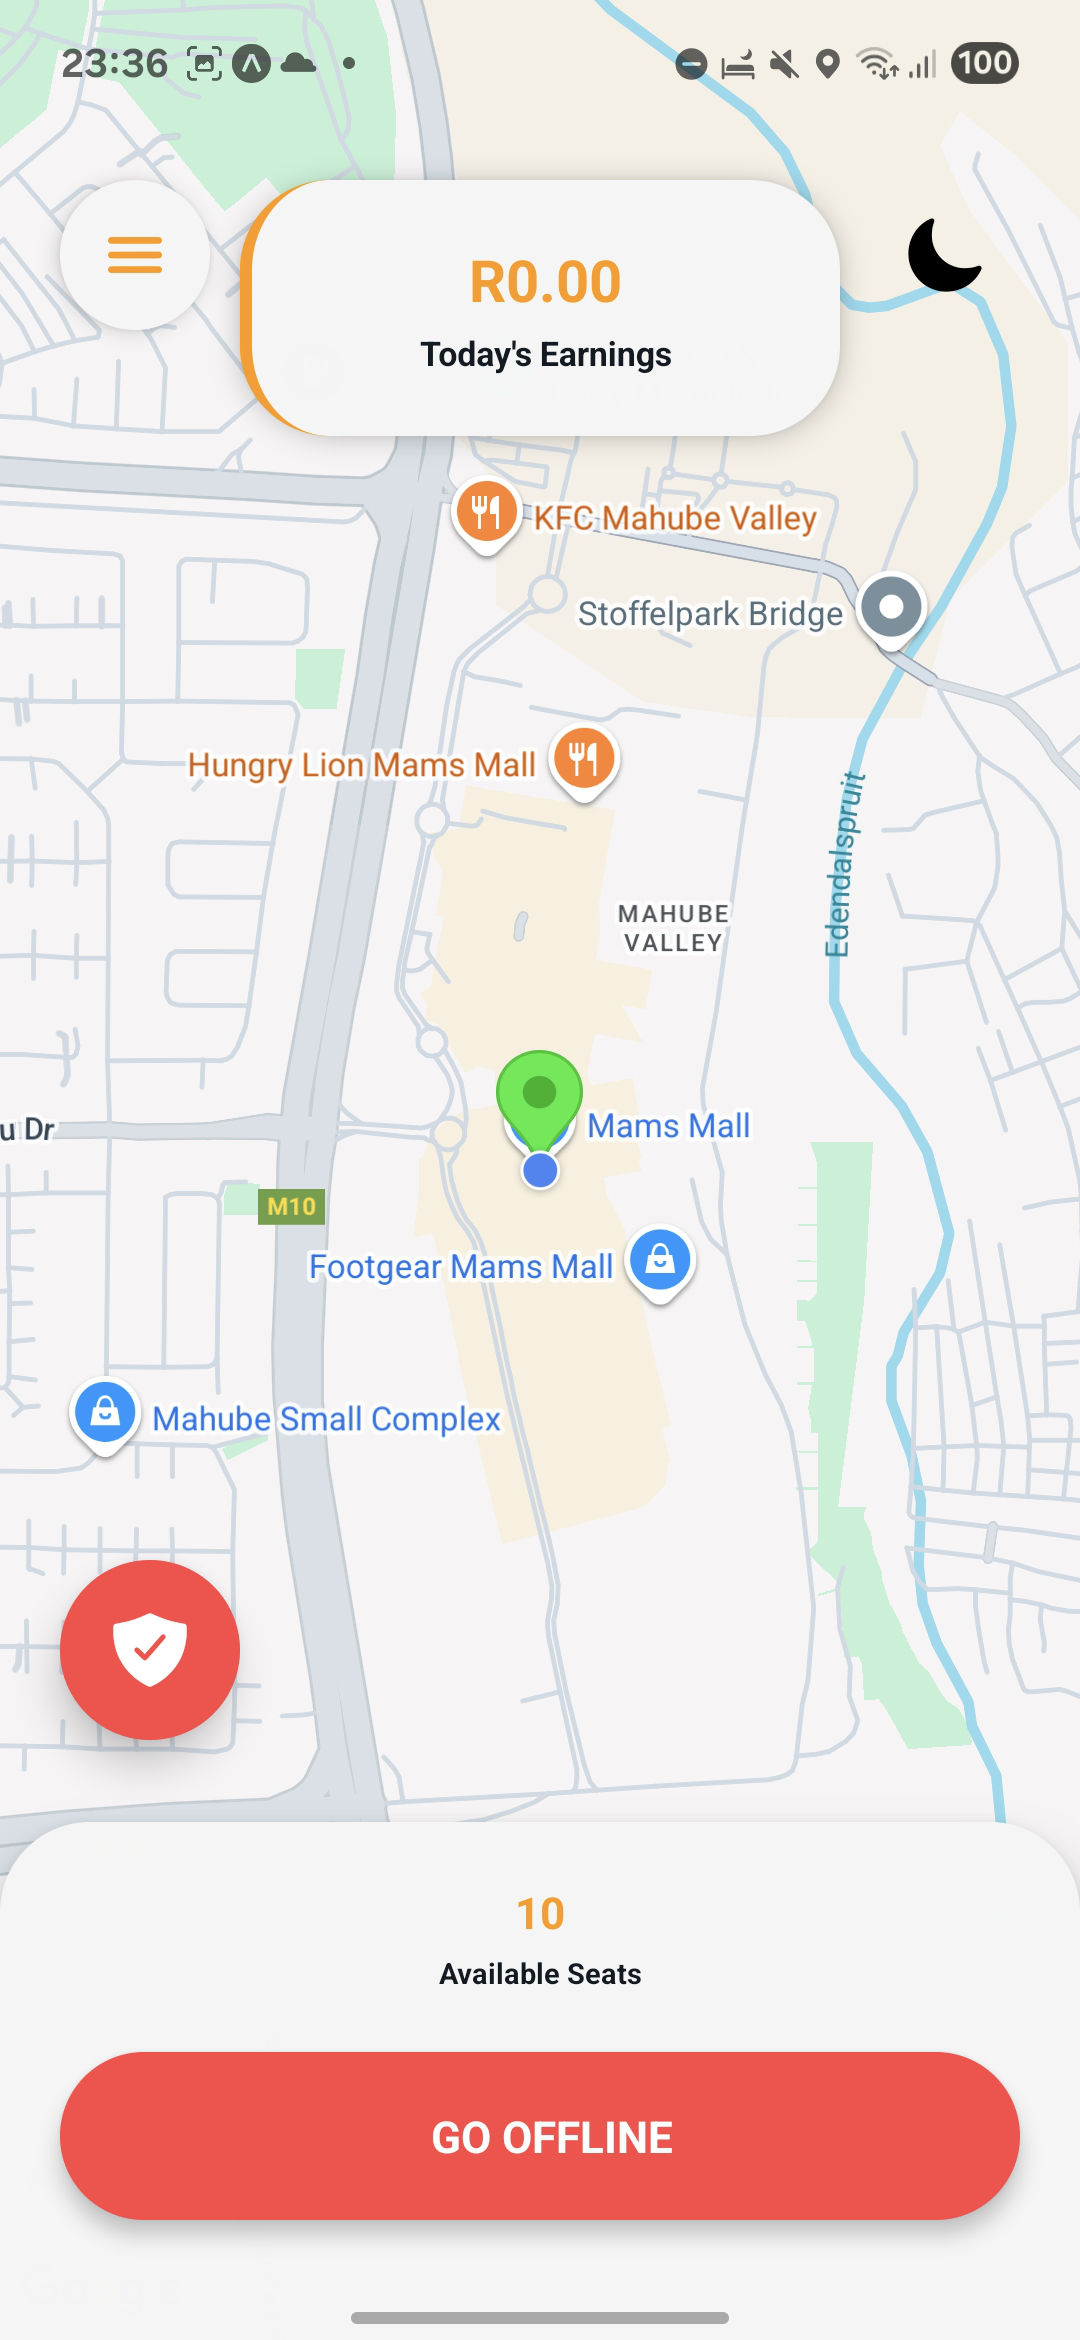 23:36
100
R0.00
Today's Earnings
KFC Mahube Valley
Stoffelpark Bridge
Hungry Lion Mams Mall
Edendalspruit
MAHUBE
VALLEY
Mams Mall
u Dr
M10
Footgear Mams Mall
Mahube Small Complex
10
Available Seats
GO OFFLINE